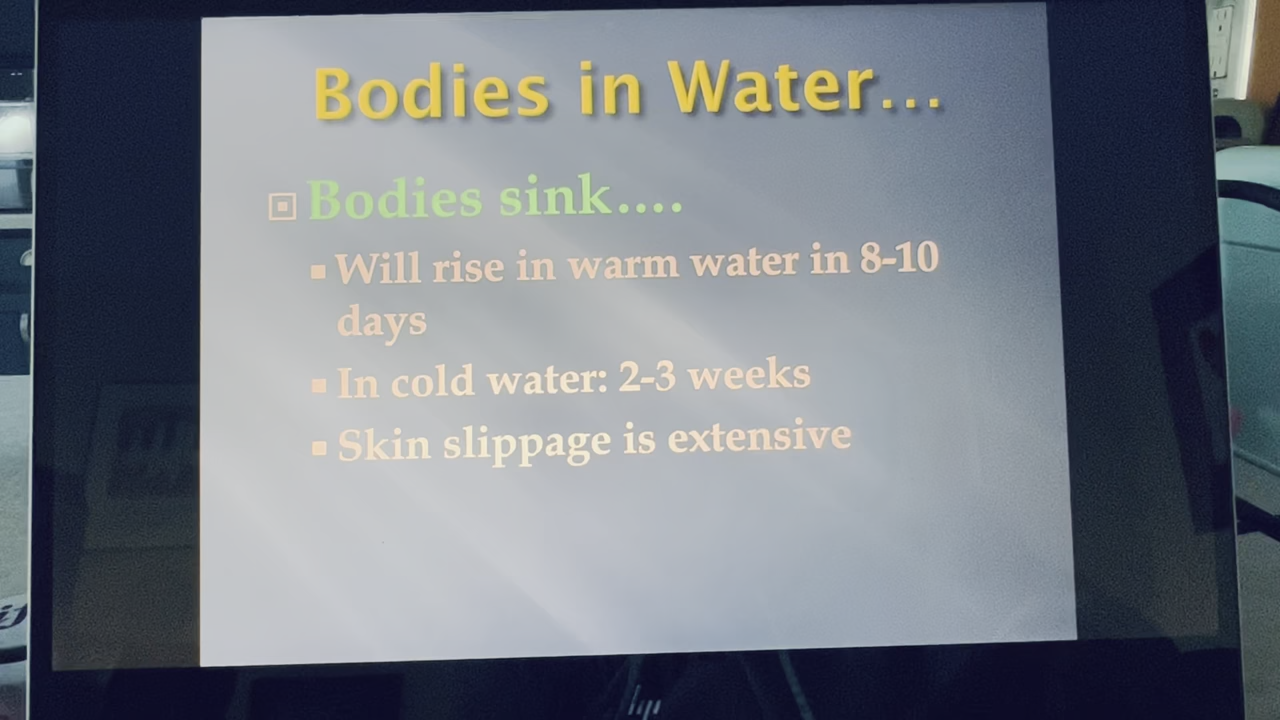 Bodies in Water...
Bodies sink....
Will rise in warm water in 8-10
days
In cold water: 2-3 weeks
Skin slippage is extensive
hp